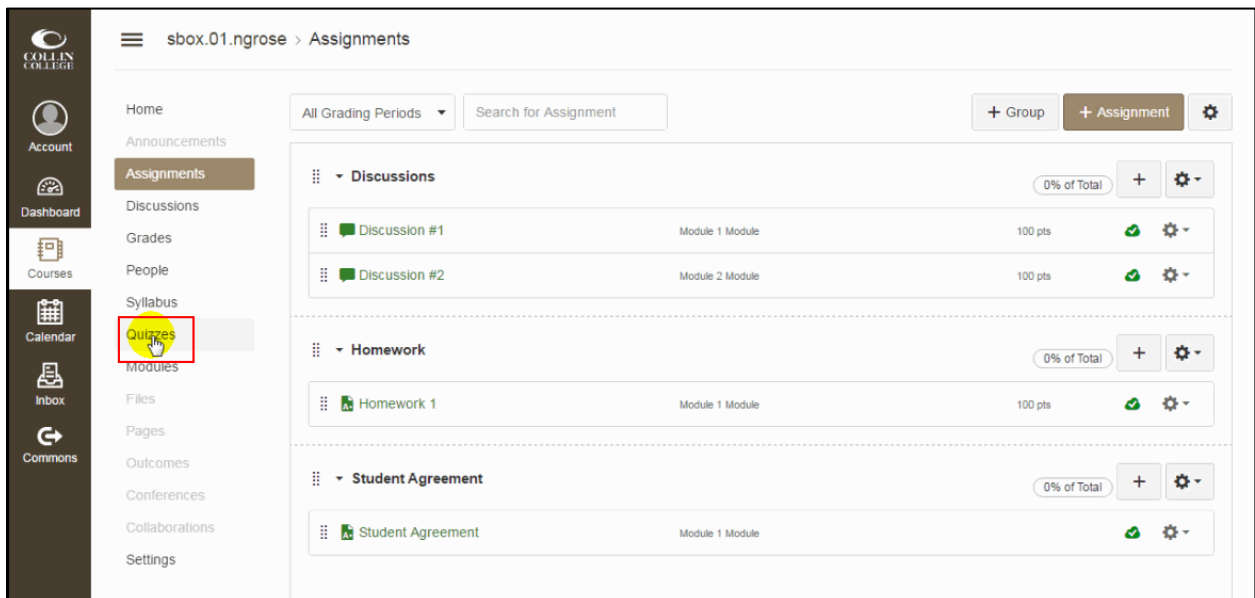 COLLIN
COLLEGE
Account
Dashboard
Courses
Calendar
Inbox
Commons
sbox.01.ngrose > Assignments
Home
Announcements
Assignments
Discussions
Grades
People
Syllabus
Quizzes
Modules
Files
Pages
Outcomes
Conferences
Collaborations
Settings
All Grading Periods
Search for Assignment
+ Group
+ Assignment
Discussions
0% of Total
+
Discussion #1 Module 1 Module 100 pts
Discussion #2 Module 2 Module 100 pts
Homework
0% of Total
+
A+ Homework 1 Module 1 Module 100 pts
Student Agreement
0% of Total
+
A+ Student Agreement Module 1 Module